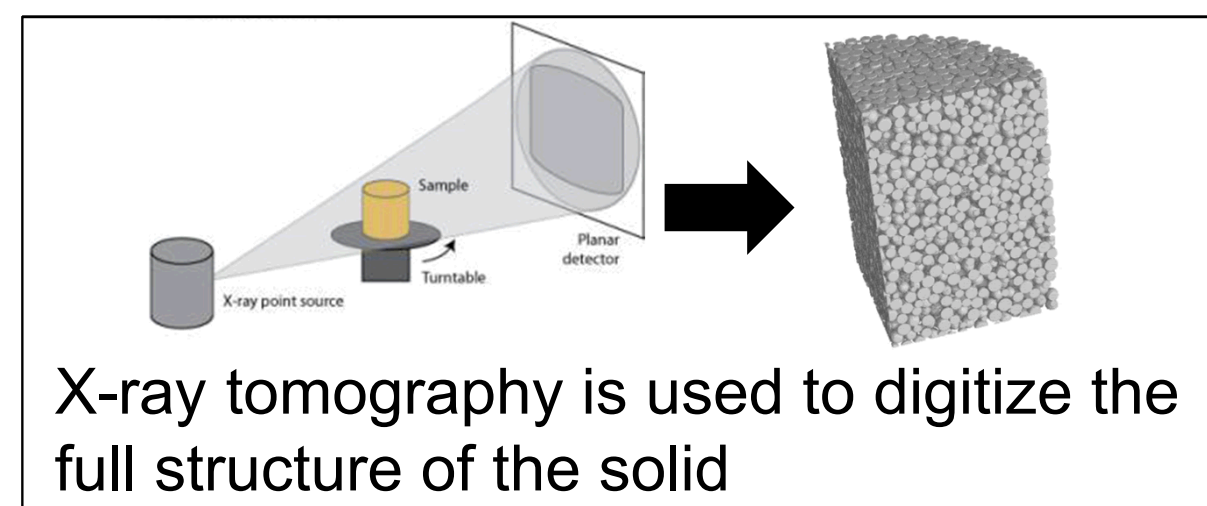 Sample
Planar
detector
Turntable
X-ray point source
X-ray tomography is used to digitize the
full structure of the solid